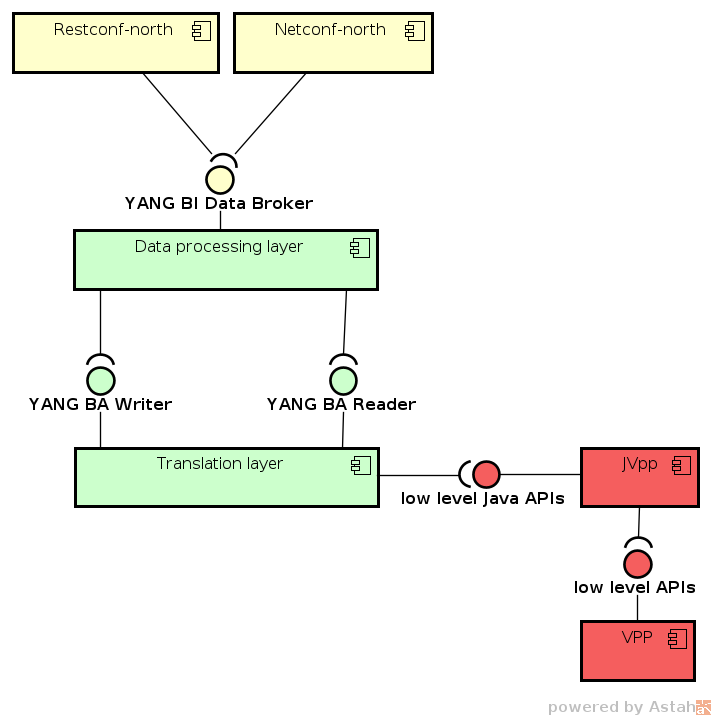 Restconf-north
Netconf-north
YANG BI Data Broker
Data processing layer
YANG BA Writer
YANG BA Reader
Translation layer
JVpp
low level Java APIs
low level APIs
VPP
powered by Astah